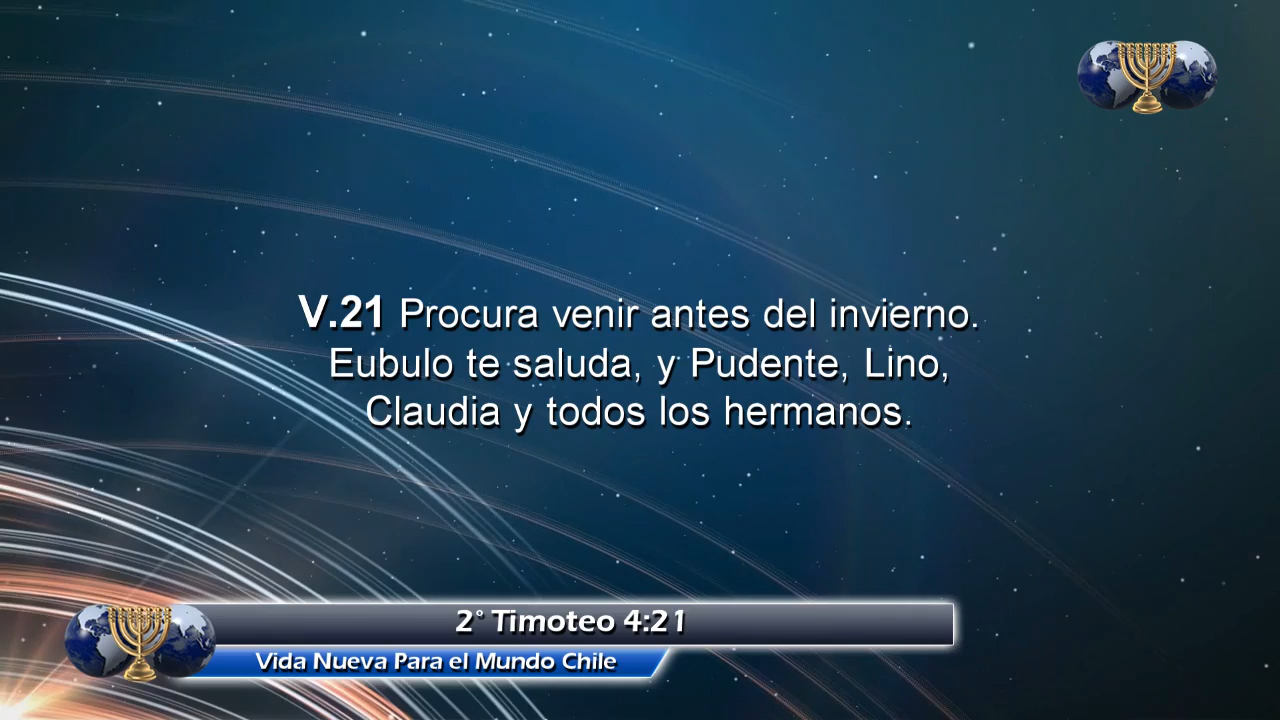 V.21 Procura venir antes del invierno.
Eubulo te saluda, y Pudente, Lino,
Claudia y todos los hermanos.
2° Timoteo 4:21
Vida Nueva Para el Mundo Chile